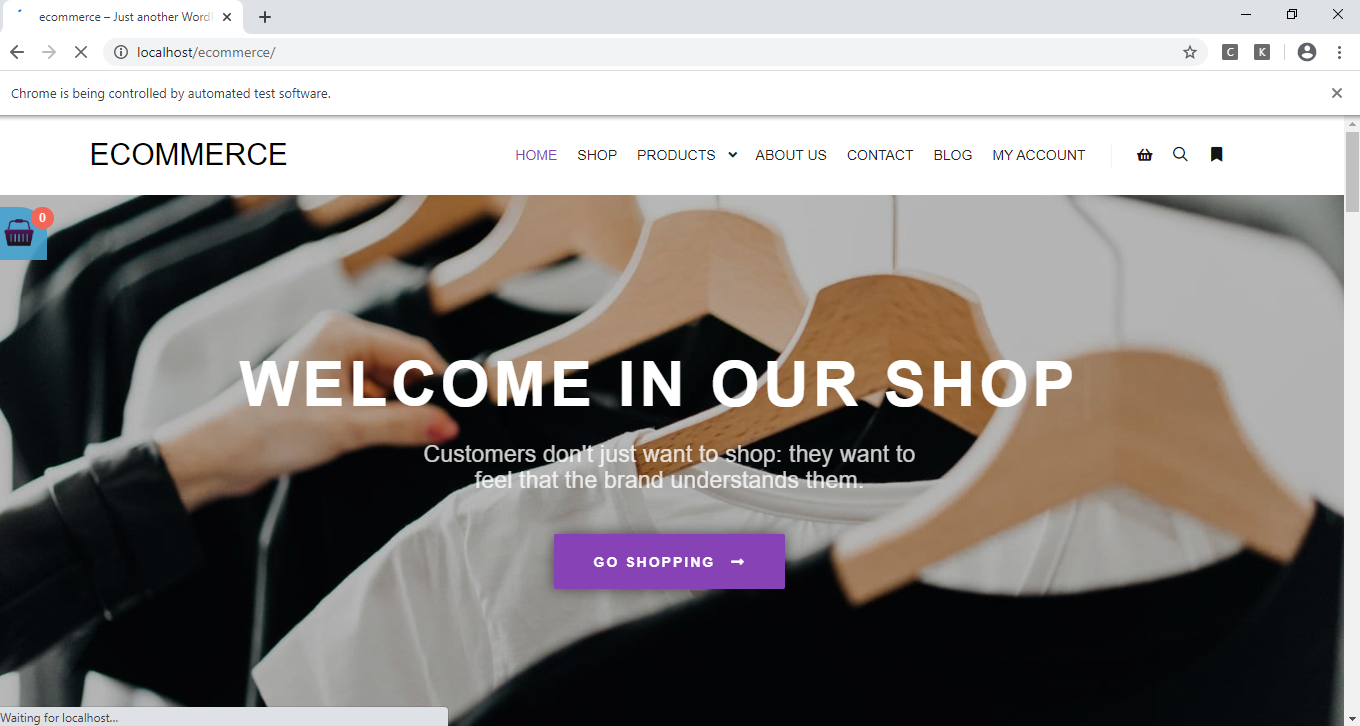 ecommerce – Just another Word
localhost/ecommerce/
C
K
Chrome is being controlled by automated test software.
ECOMMERCE
HOME SHOP PRODUCTS ABOUT US CONTACT BLOG MY ACCOUNT
0
WELCOME IN OUR SHOP
Customers don't just want to shop: they want to
feel that the brand understands them.
GO SHOPPING
Waiting for localhost...